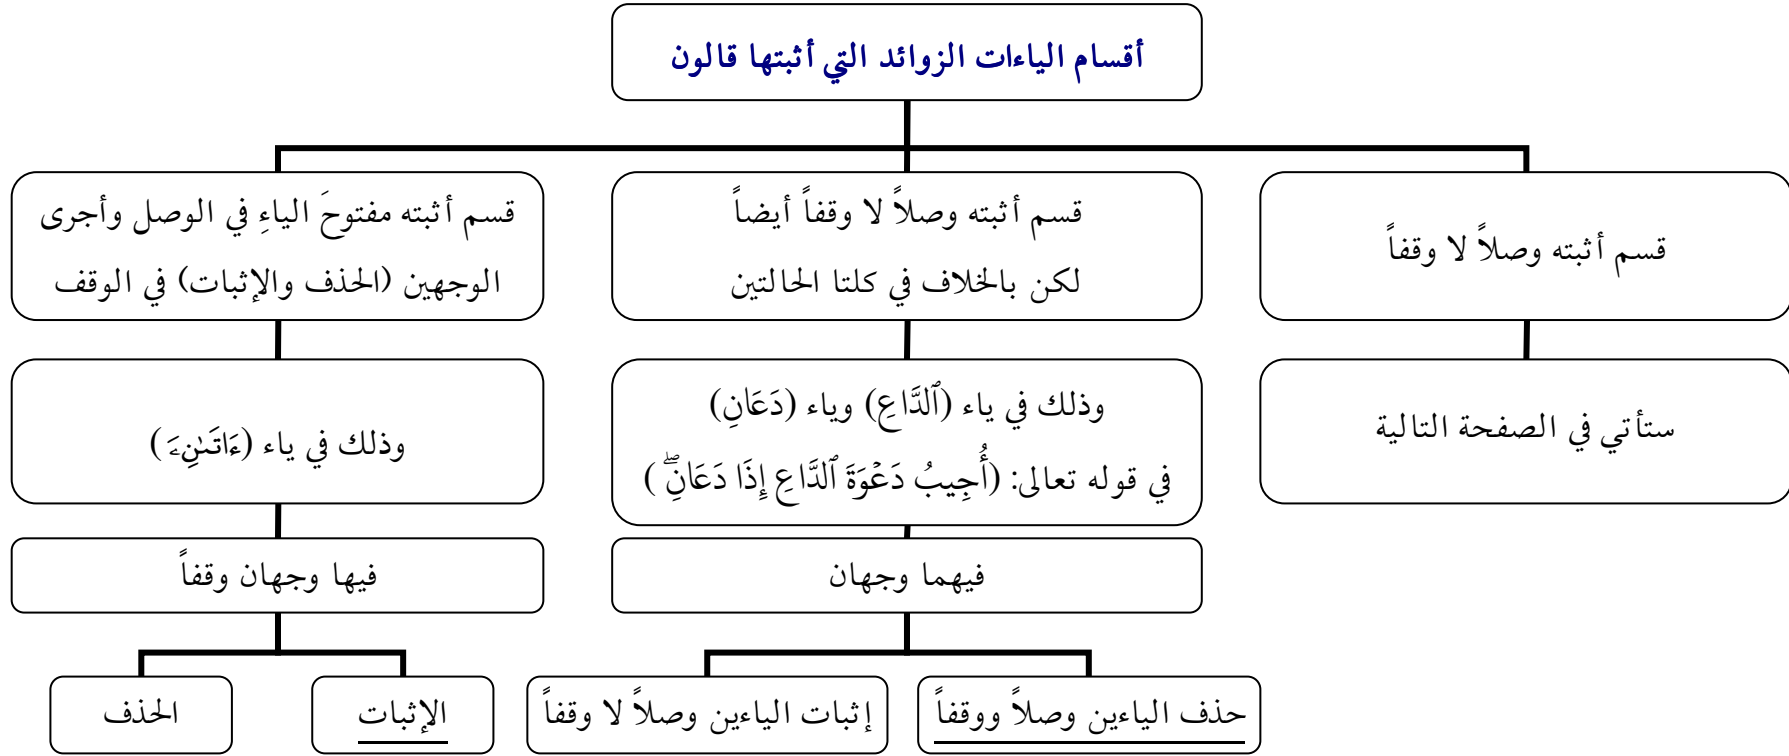 أقسام الياءات الزوائد التي أثبتها قالون
قسم أثبته وصلاً لا وقفاً
ستأتي في الصفحة التالية
قسم أثبته وصلاً لا وقفاً أيضاً
لكن بالخلاف في كلتا الحالتين
وذلك في ياء (ٱلدَّاعِ) وياء (دَعَانِ)
في قوله تعالى: (أُجِيبُ دَعْوَةَ ٱلدَّاعِ إِذَا دَعَانِۖ)
فيهما وجهان
حذف الياءين وصلاً ووقفاً
إثبات الياءين وصلاً لا وقفاً
قسم أثبته مفتوحَ الياءِ في الوصل وأجرى
الوجهين (الحذف والإثبات) في الوقف
وذلك في ياء (ءَاتَىٰنِۦَ)
فيها وجهان وقفاً
الإثبات
الحذف